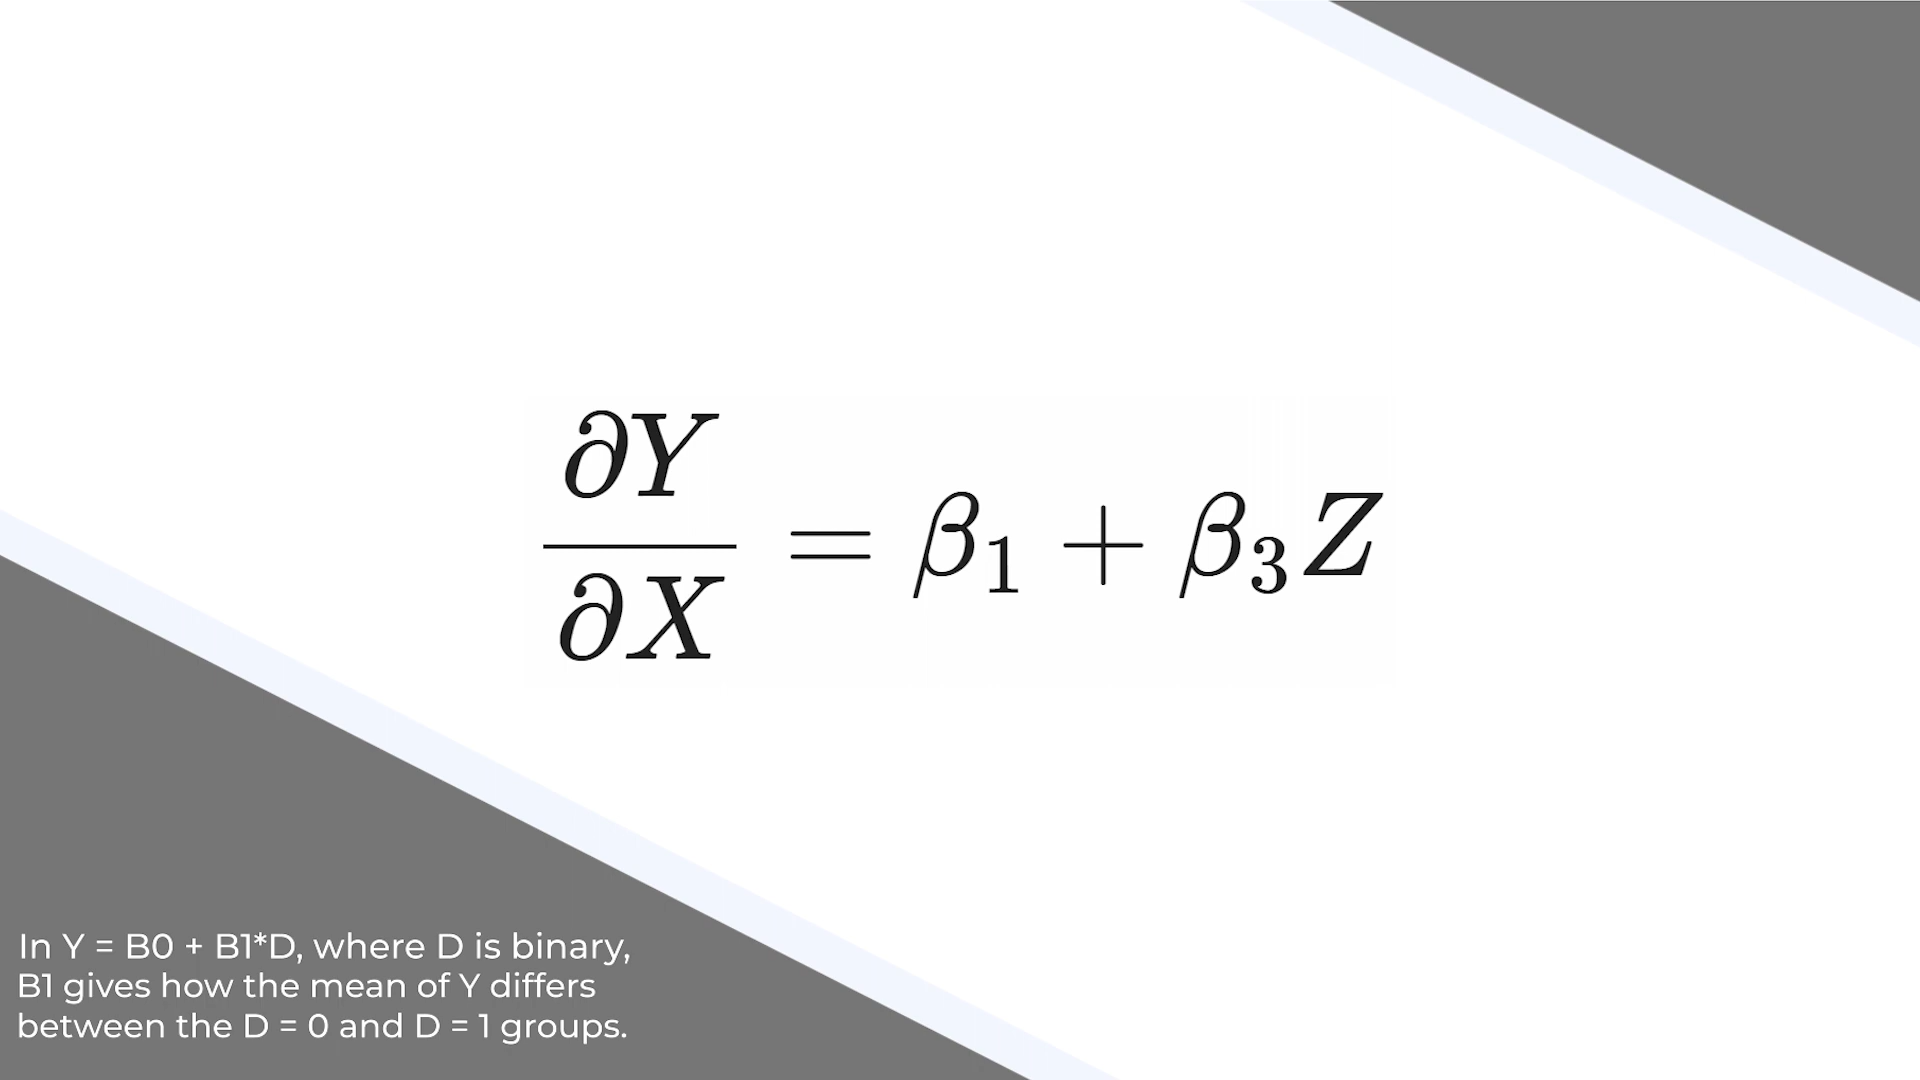 ∂Y/∂X = β₁ + β₃Z
In Y = B0 + B1*D, where D is binary,
B1 gives how the mean of Y differs
between the D = 0 and D = 1 groups.